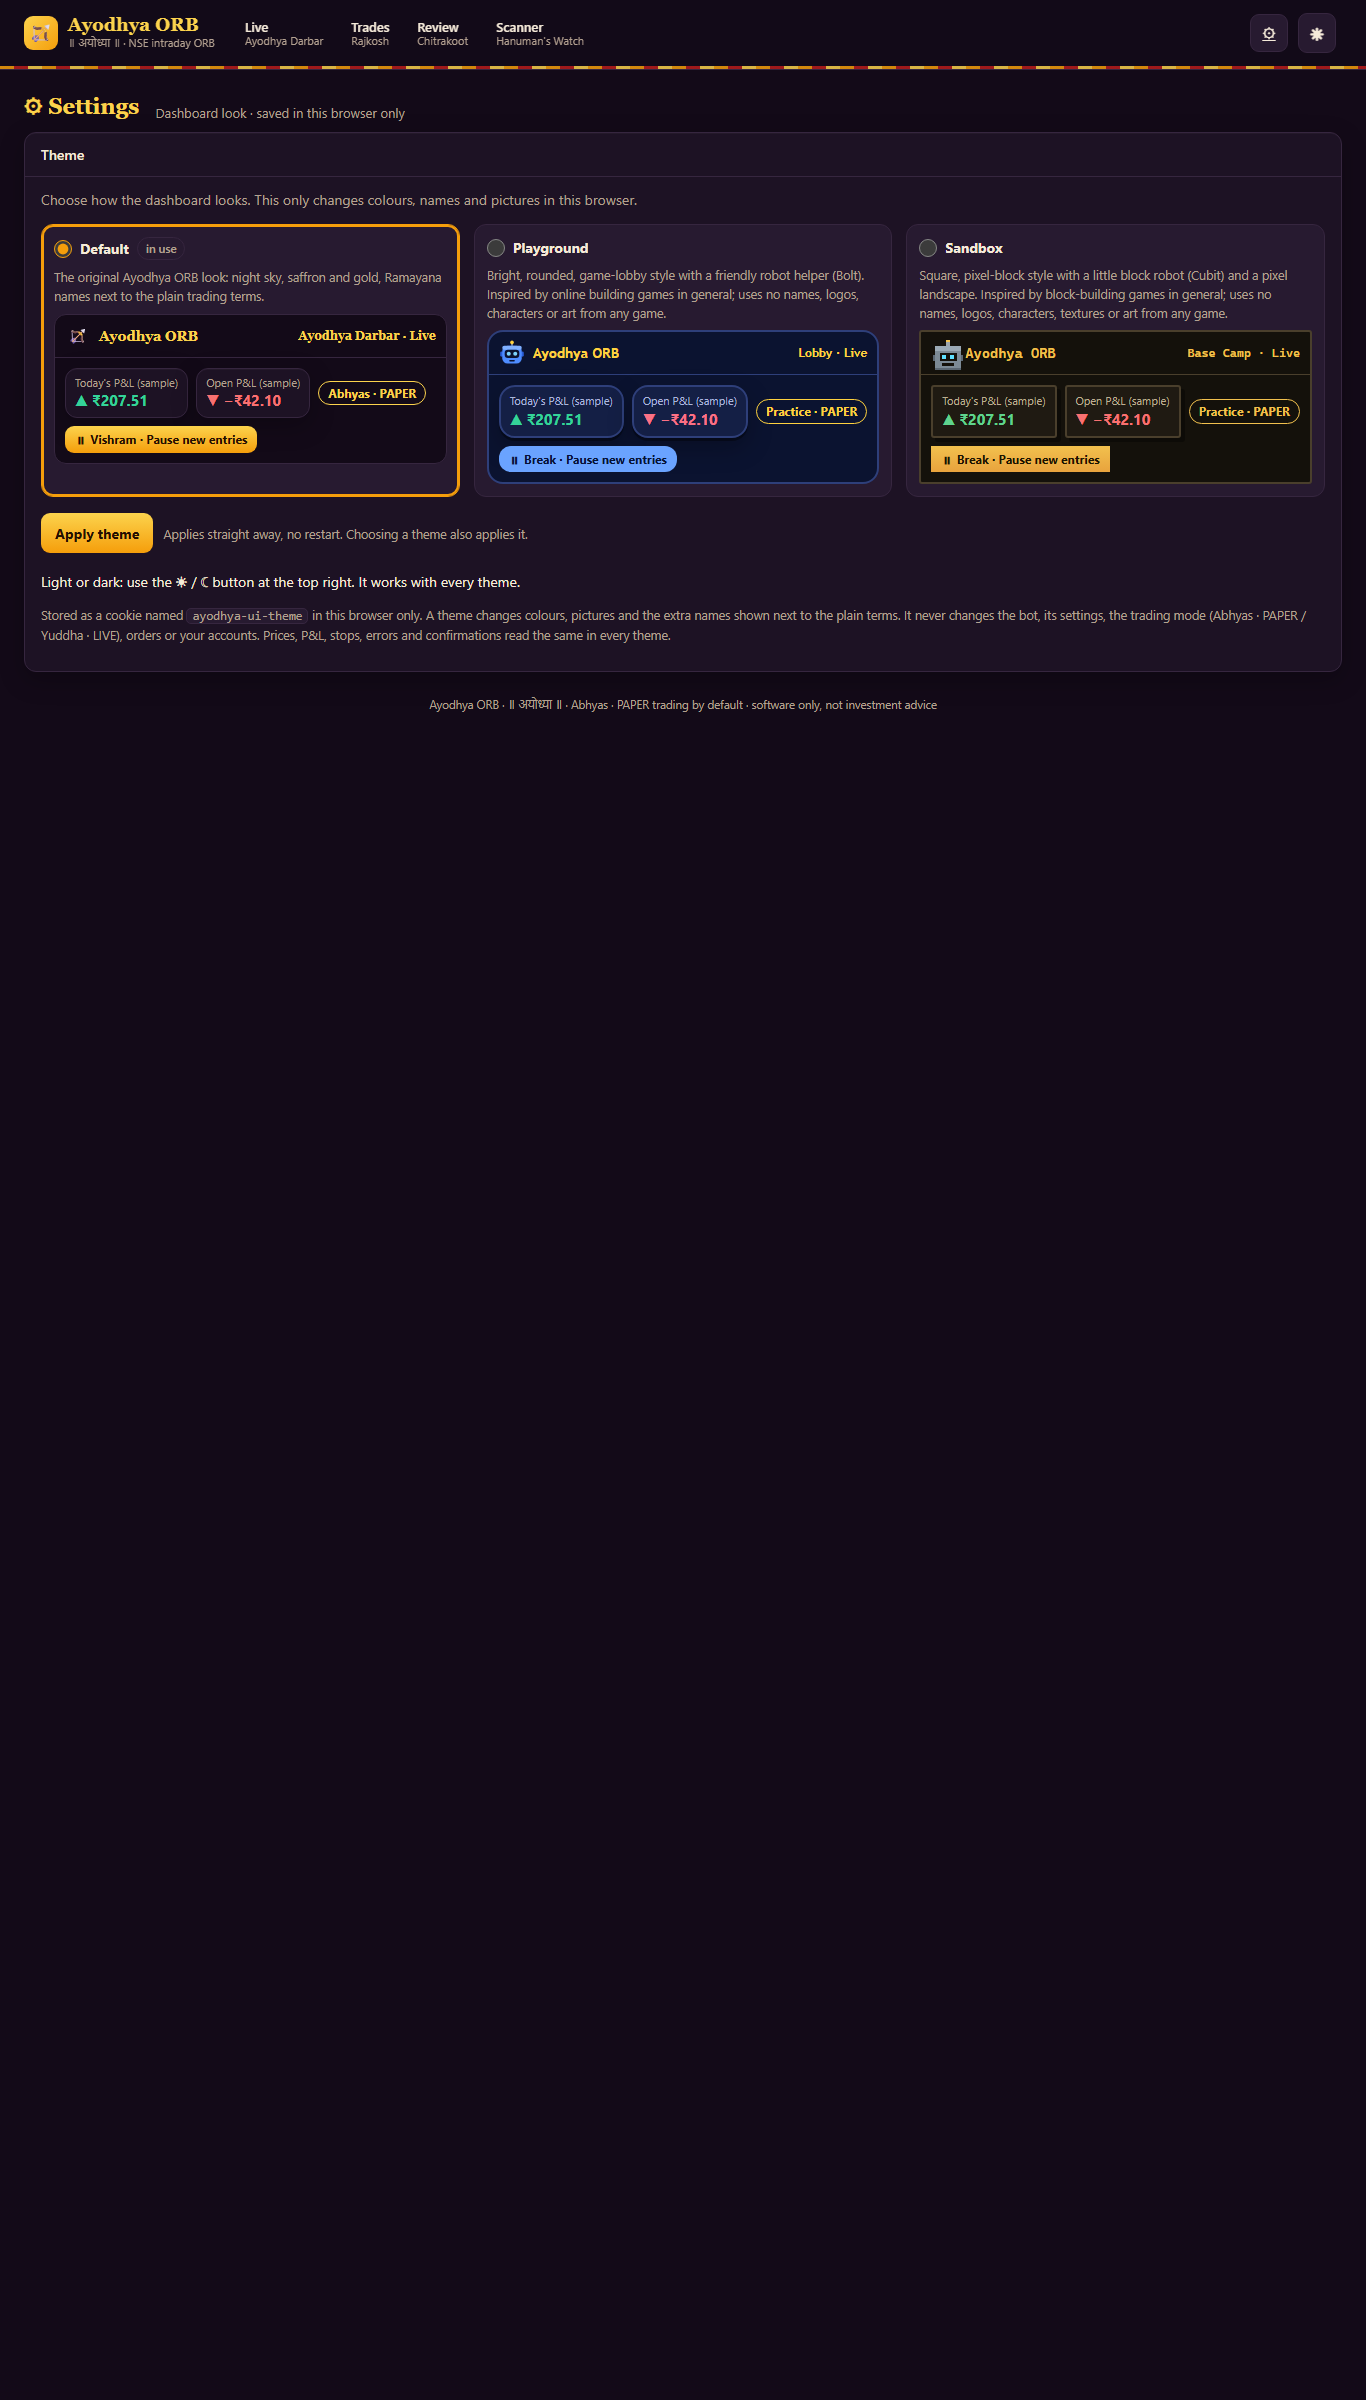 Ayodhya ORB
॥ अयोध्या ॥ · NSE intraday ORB
Live
Ayodhya Darbar
Trades
Rajkosh
Review
Chitrakoot
Scanner
Hanuman's Watch
⚙ Settings
Dashboard look · saved in this browser only
Theme
Choose how the dashboard looks. This only changes colours, names and pictures in this browser.
Default in use
The original Ayodhya ORB look: night sky, saffron and gold, Ramayana
names next to the plain trading terms.
Ayodhya ORB
Ayodhya Darbar · Live
Today's P&L (sample)
▲ ₹207.51
Open P&L (sample)
▼ −₹42.10
Abhyas · PAPER
⏸ Vishram · Pause new entries
Playground
Bright, rounded, game-lobby style with a friendly robot helper (Bolt).
Inspired by online building games in general; uses no names, logos,
characters or art from any game.
Ayodhya ORB
Lobby · Live
Today's P&L (sample)
▲ ₹207.51
Open P&L (sample)
▼ −₹42.10
Practice · PAPER
⏸ Break · Pause new entries
Sandbox
Square, pixel-block style with a little block robot (Cubit) and a pixel
landscape. Inspired by block-building games in general; uses no
names, logos, characters, textures or art from any game.
Ayodhya ORB
Base Camp · Live
Today's P&L (sample)
▲ ₹207.51
Open P&L (sample)
▼ −₹42.10
Practice · PAPER
⏸ Break · Pause new entries
Apply theme
Applies straight away, no restart. Choosing a theme also applies it.
Light or dark: use the ☀ / ☾ button at the top right. It works with every theme.
Stored as a cookie named ayodhya-ui-theme in this browser only. A theme changes colours, pictures and the extra names shown next to the plain terms. It never changes the bot, its settings, the trading mode (Abhyas · PAPER /
Yuddha · LIVE), orders or your accounts. Prices, P&L, stops, errors and confirmations read the same in every theme.
Ayodhya ORB · ॥ अयोध्या ॥ · Abhyas · PAPER trading by default · software only, not investment advice